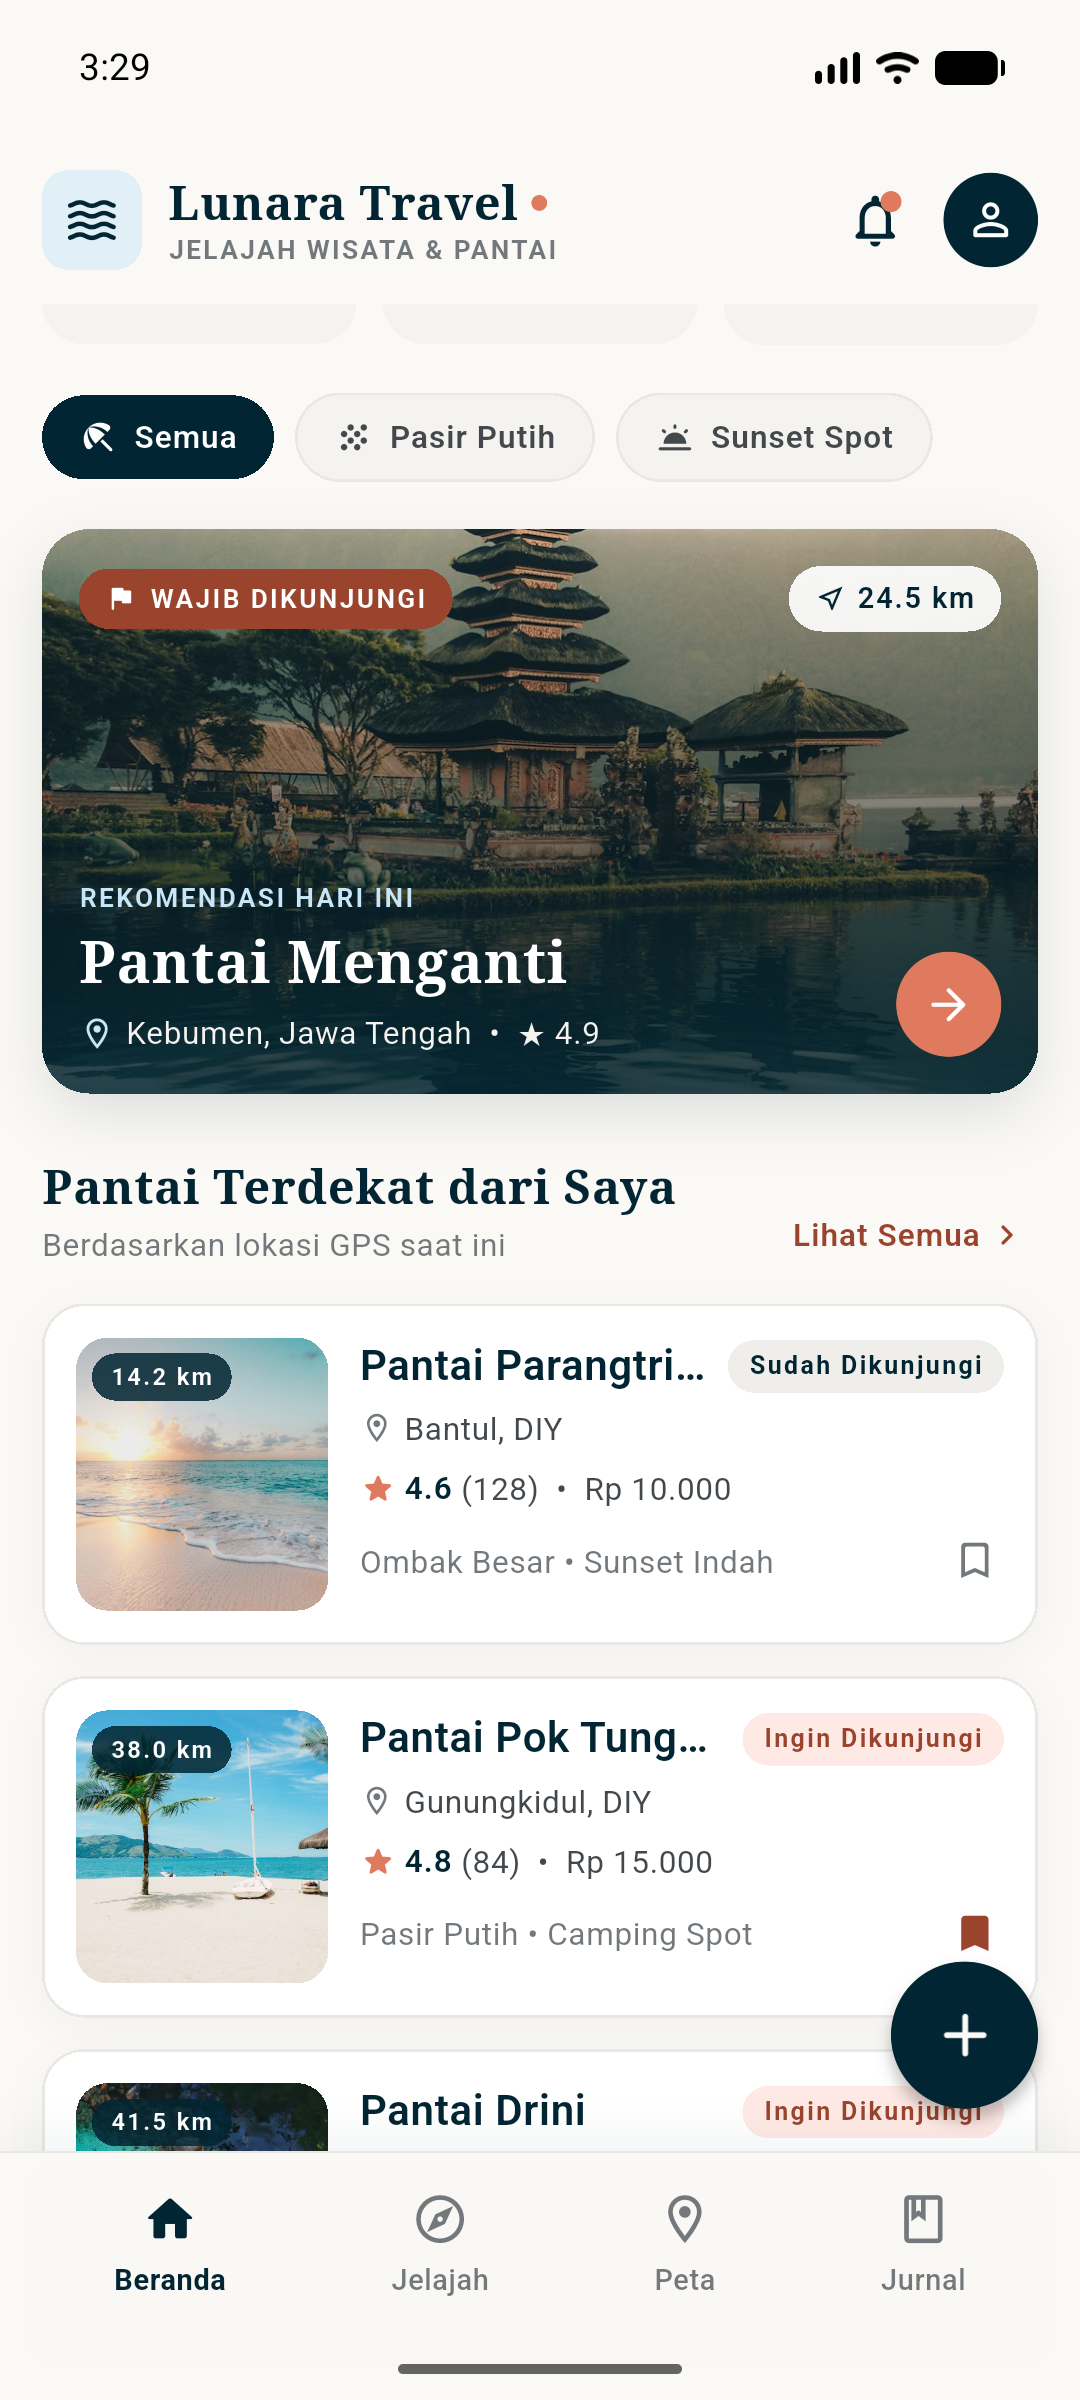 3:29
Lunara Travel
JELAJAH WISATA & PANTAI
Semua
Pasir Putih
Sunset Spot
WAJIB DIKUNJUNGI
24.5 km
REKOMENDASI HARI INI
Pantai Menganti
Kebumen, Jawa Tengah • ★ 4.9
Pantai Terdekat dari Saya
Berdasarkan lokasi GPS saat ini
Lihat Semua
14.2 km
Pantai Parangtri...
Sudah Dikunjungi
Bantul, DIY
4.6 (128) • Rp 10.000
Ombak Besar • Sunset Indah
38.0 km
Pantai Pok Tung...
Ingin Dikunjungi
Gunungkidul, DIY
4.8 (84) • Rp 15.000
Pasir Putih • Camping Spot
41.5 km
Pantai Drini
Ingin Dikunjungi
Beranda
Jelajah
Peta
Jurnal